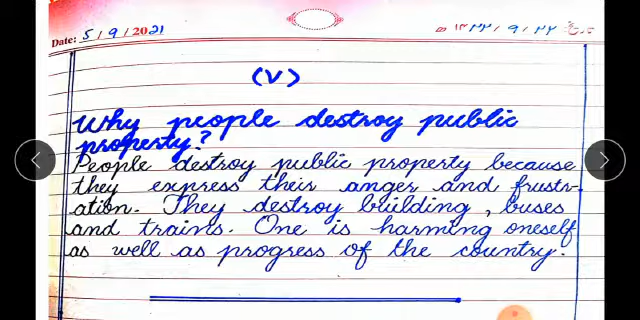 Date: 5/9/2021
(V)
Why people destroy public
property?
People destroy public property because
they express their anger and frustr-
ation. They destroy building, buses
and trains. One is harming oneself
as well as progress of the country.